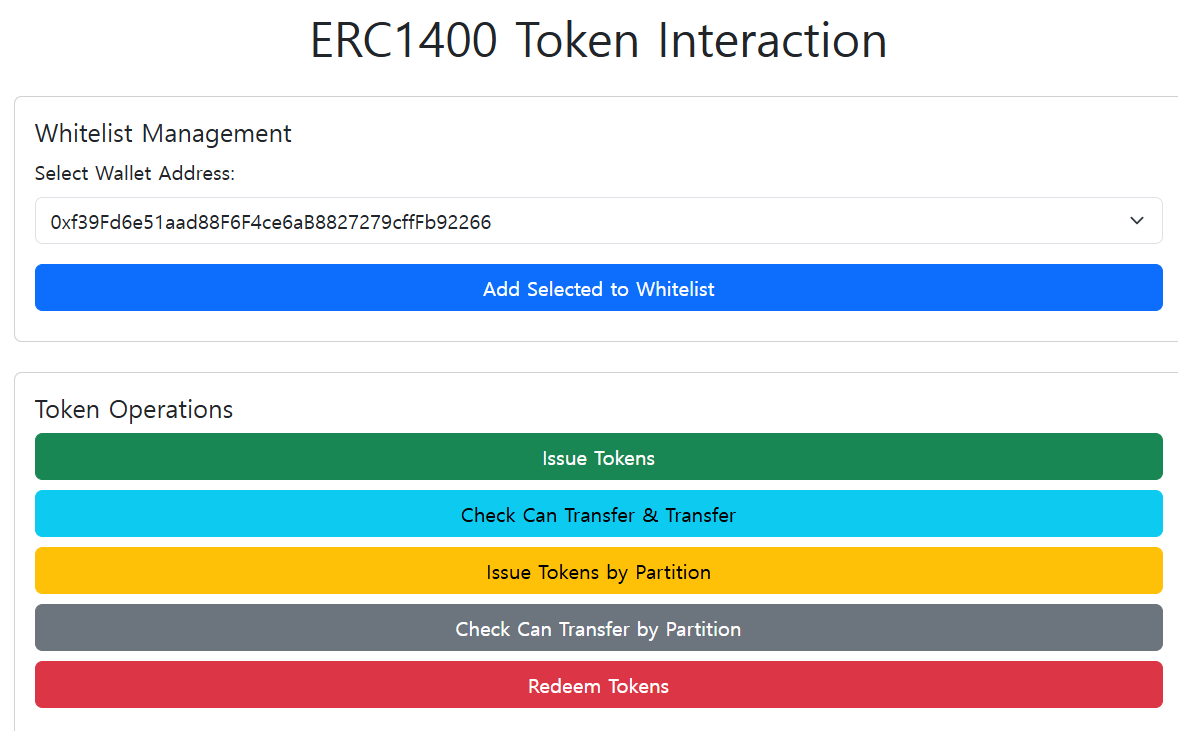 ERC1400 Token Interaction
Whitelist Management
Select Wallet Address:
0xf39Fd6e51aad88F6F4ce6aB8827279cffFb92266
Add Selected to Whitelist
Token Operations
Issue Tokens
Check Can Transfer & Transfer
Issue Tokens by Partition
Check Can Transfer by Partition
Redeem Tokens